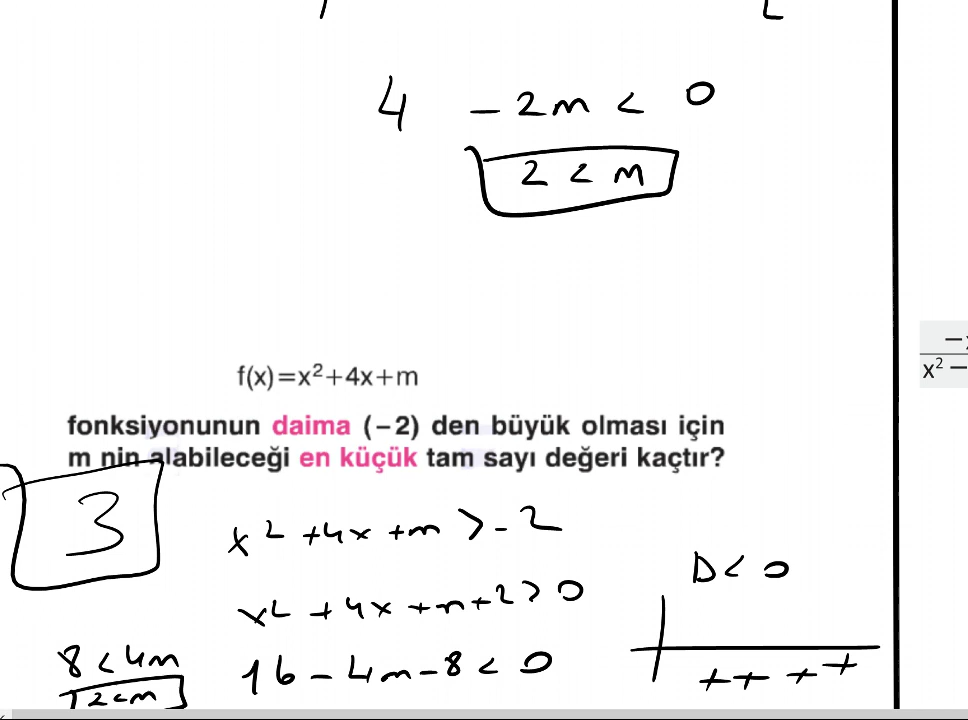 4 - 2m < 0
2 < m
f(x)=x²+4x+m
fonksiyonunun daima (−2) den büyük olması için
m nin alabileceği en küçük tam sayı değeri kaçtır?
3
x² +4x +m > -2
x² + 4x +m+2 > 0
16 - 4m - 8 < 0
8 < 4m
2 < m
D < 0
+ + + +
x² −